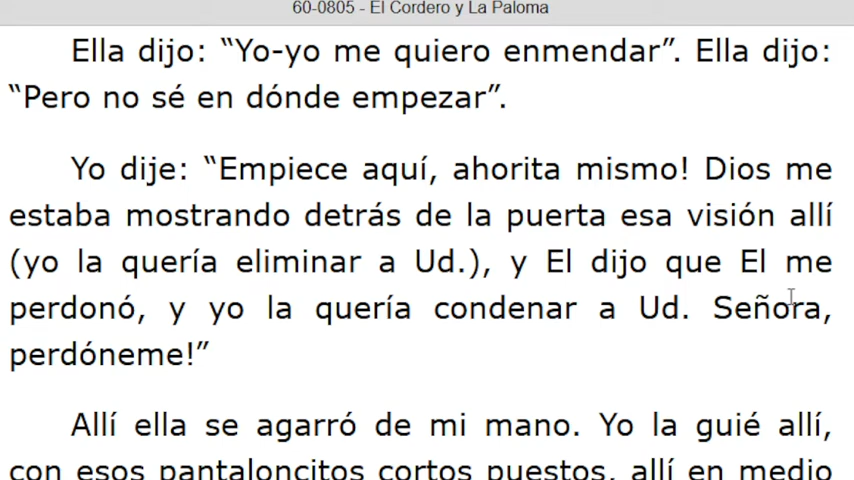 60-0805 - El Cordero y La Paloma
Ella dijo: “Yo-yo me quiero enmendar”. Ella dijo:
“Pero no sé en dónde empezar”.
Yo dije: “Empiece aquí, ahorita mismo! Dios me
estaba mostrando detrás de la puerta esa visión allí
(yo la quería eliminar a Ud.), y El dijo que El me
perdonó, y yo la quería condenar a Ud. Señora,
perdóneme!”
Allí ella se agarró de mi mano. Yo la guié allí,
con esos pantaloncitos cortos puestos, allí en medio